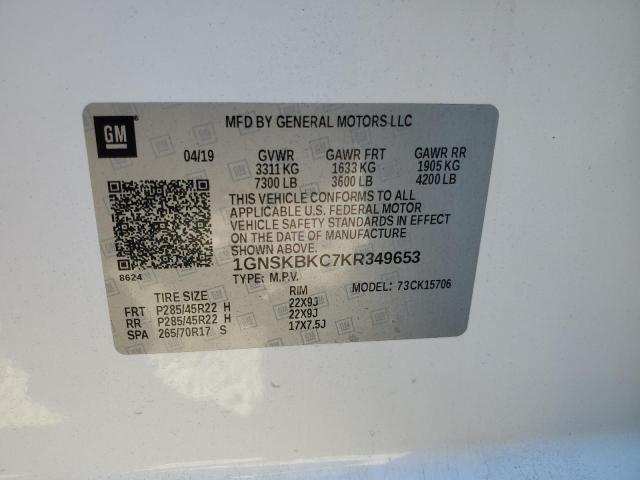 GM
MFD BY GENERAL MOTORS LLC
04/19 GVWR GAWR FRT GAWR RR
3311 KG 1633 KG 1905 KG
7300 LB 3600 LB 4200 LB
THIS VEHICLE CONFORMS TO ALL
APPLICABLE U.S. FEDERAL MOTOR
VEHICLE SAFETY STANDARDS IN EFFECT
ON THE DATE OF MANUFACTURE
SHOWN ABOVE.
1GNSKBKC7KR349653
8624
TYPE: M.P.V. MODEL: 73CK15706
TIRE SIZE RIM
FRT P285/45R22 H 22X9J
RR P285/45R22 H 22X9J
SPA 265/70R17 S 17X7.5J